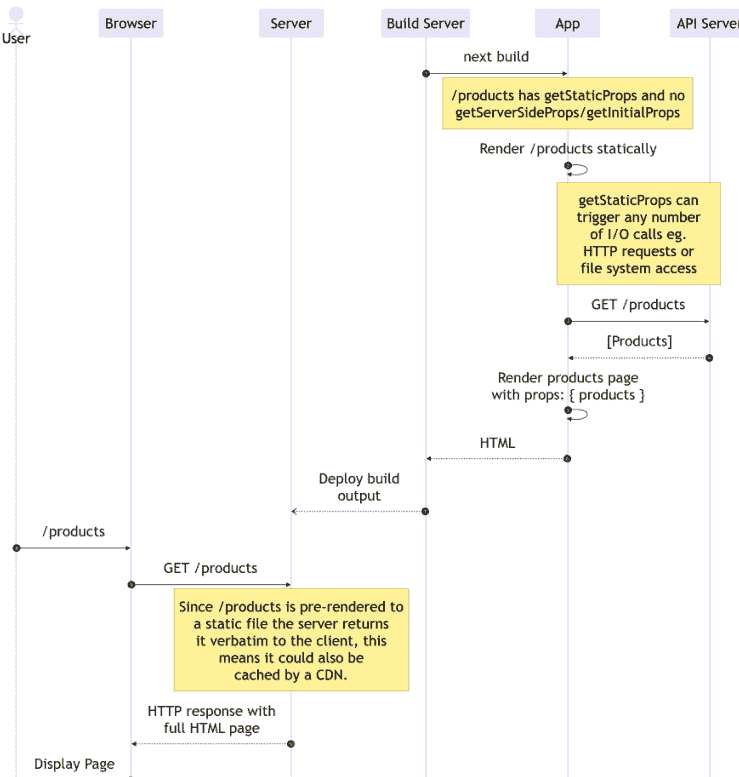 User
Browser
Server
Build Server
App
API Server
next build
/products has getStaticProps and no
getServerSideProps/getInitialProps
Render /products statically
getStaticProps can
trigger any number
of I/O calls eg.
HTTP requests or
file system access
GET /products
[Products]
Render products page
with props: { products }
HTML
Deploy build
output
/products
GET /products
Since /products is pre-rendered to
a static file the server returns
it verbatim to the client, this
means it could also be
cached by a CDN.
HTTP response with
full HTML page
Display Page